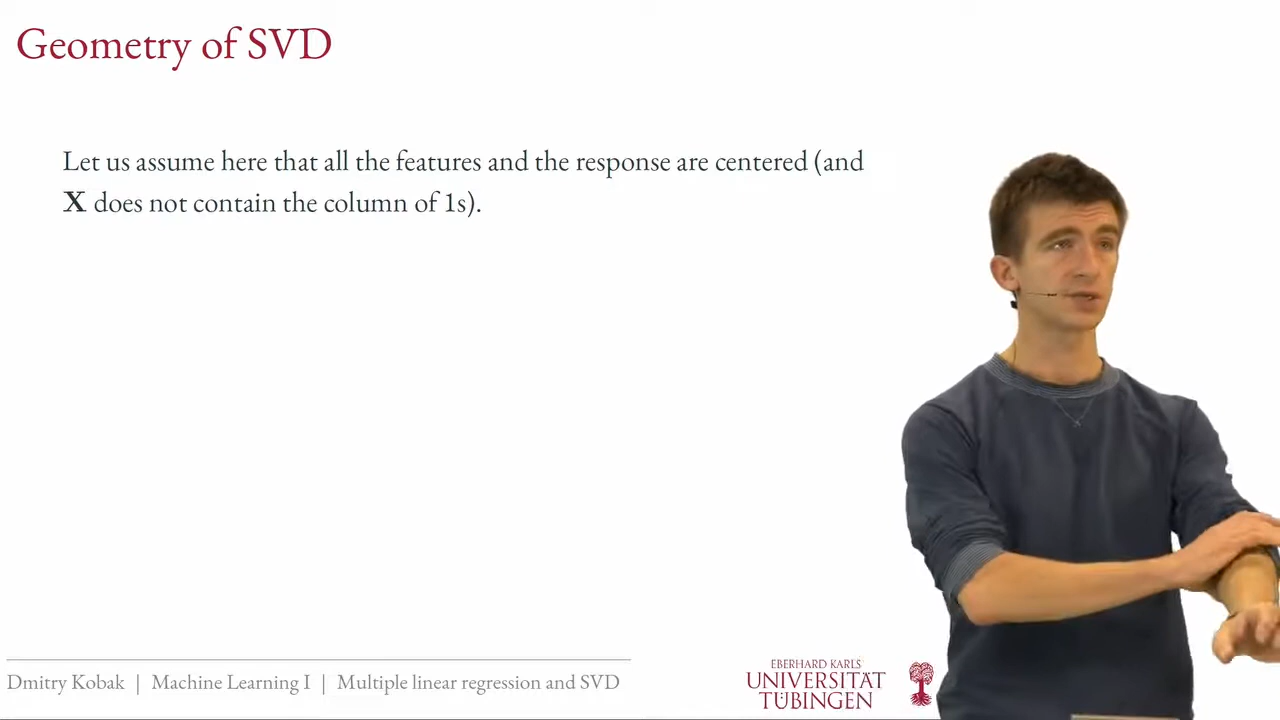 Geometry of SVD
Let us assume here that all the features and the response are centered (and
X does not contain the column of 1s).
Dmitry Kobak | Machine Learning I | Multiple linear regression and SVD
EBERHARD KARLS
UNIVERSITÄT
TÜBINGEN